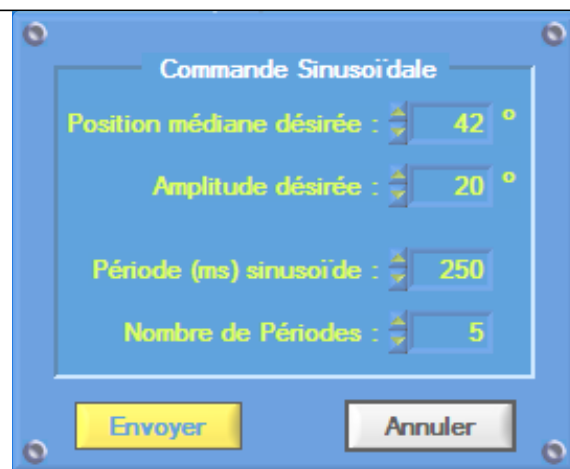 Commande Sinusoïdale
Position médiane désirée : 42 °
Amplitude désirée : 20 °
Période (ms) sinusoïde : 250
Nombre de Périodes : 5
Envoyer Annuler